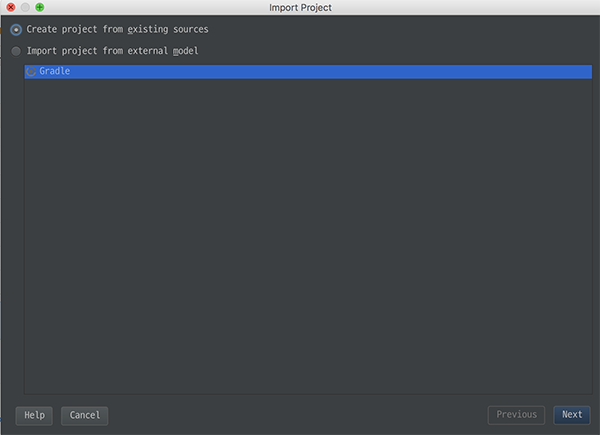 Import Project
Create project from existing sources
Import project from external model
Gradle
Help Cancel Previous Next